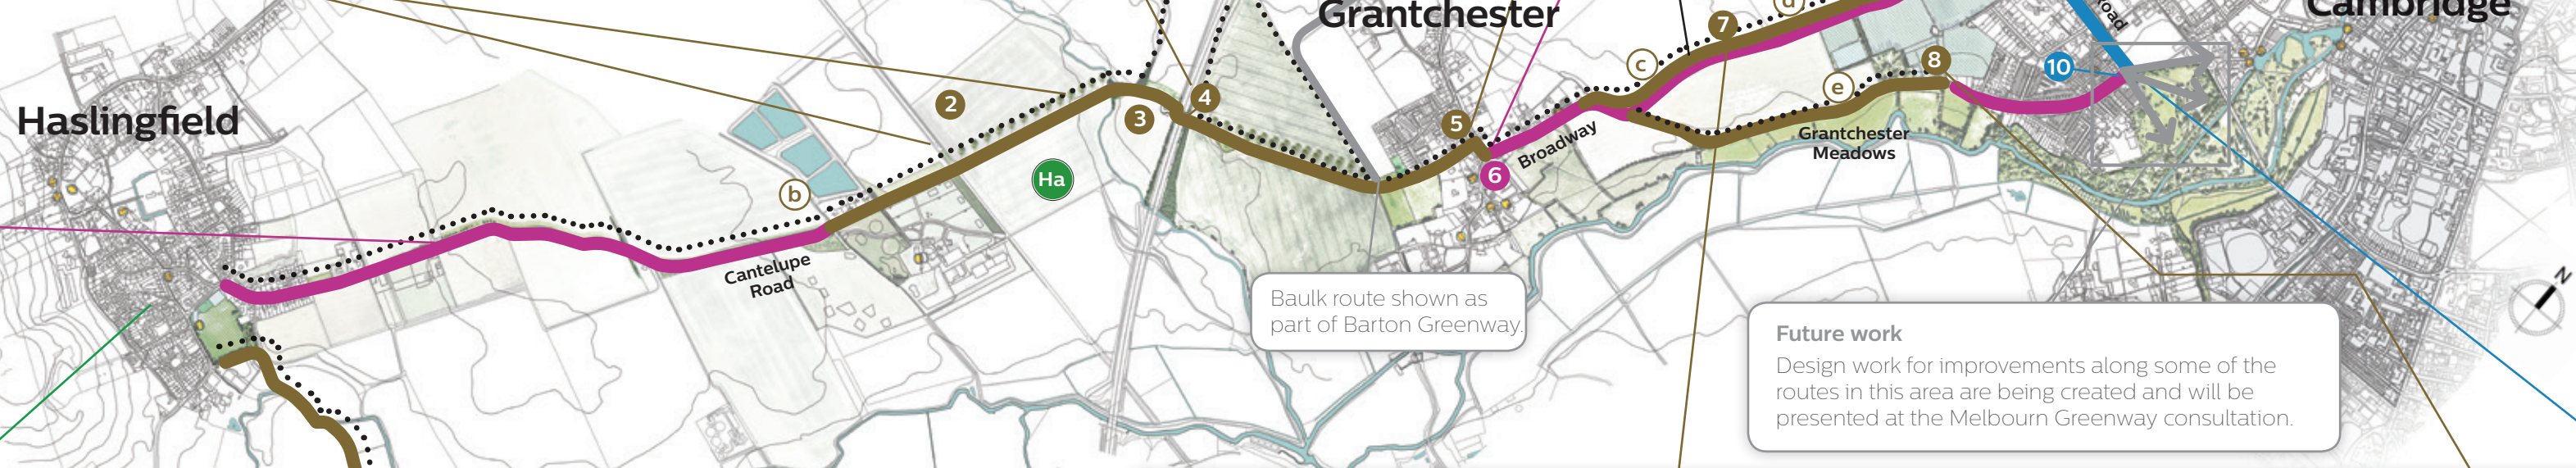 Grantchester
Cambridge
Road
d
7
c
8
10
e
2
4
3
5
Haslingfield
Broadway
Grantchester
Meadows
Ha
6
b
Cantelupe
Road
N
Baulk route shown as
part of Barton Greenway.
Future work
Design work for improvements along some of the
routes in this area are being created and will be
presented at the Melbourn Greenway consultation.